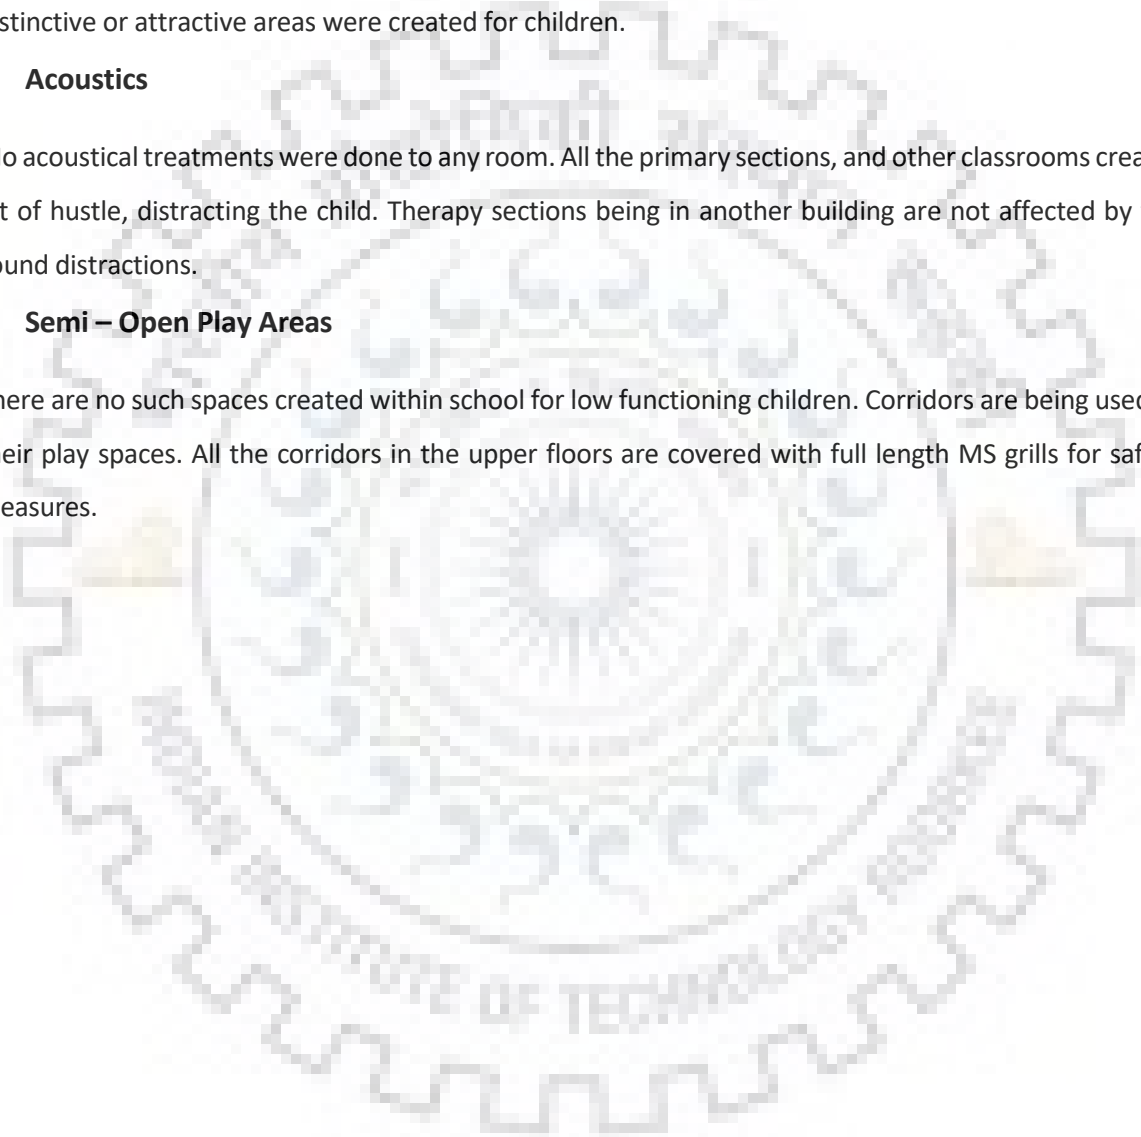 stinctive or attractive areas were created for children.
Acoustics
o acoustical treatments were done to any room. All the primary sections, and other classrooms crea
t of hustle, distracting the child. Therapy sections being in another building are not affected by
ound distractions.
Semi – Open Play Areas
here are no such spaces created within school for low functioning children. Corridors are being used
heir play spaces. All the corridors in the upper floors are covered with full length MS grills for saf
easures.
INSTITUTE OF TECHNOLOGY